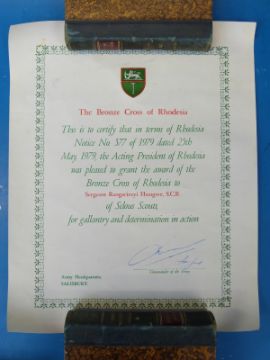 The Bronze Cross of Rhodesia
This is to certify that in terms of Rhodesia
Notice No. 377 of 1979 dated 25th
May 1979, the Acting President of Rhodesia
was pleased to grant the award of the
Bronze Cross of Rhodesia to
Sergeant Rangarirayi Hungwe, S.C.R.
of Selous Scouts,
for gallantry and determination in action
Commander of the Army
Army Headquarters,
SALISBURY.